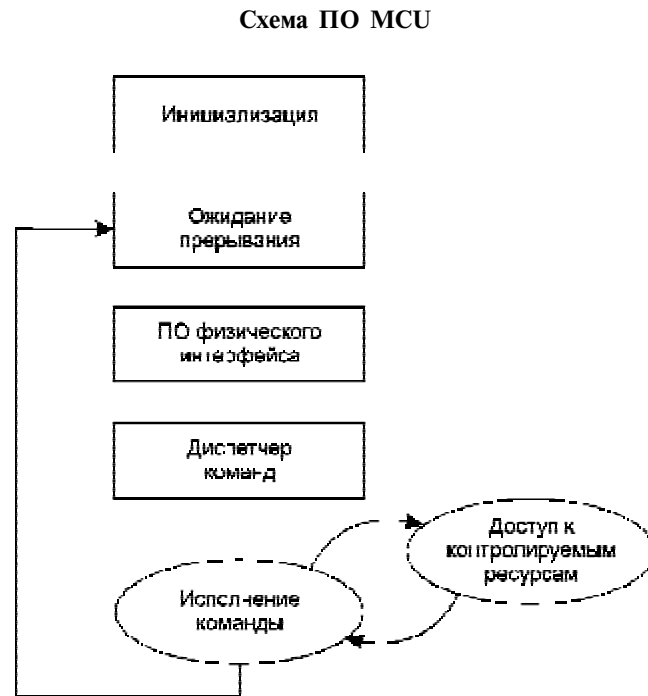 Схема ПО MCU
Инициализация
Ожидание
прерывания
ПО физического
интерфейса
Диспетчер
команд
Доступ к
контролируемым
ресурсам
Исполнение
команды